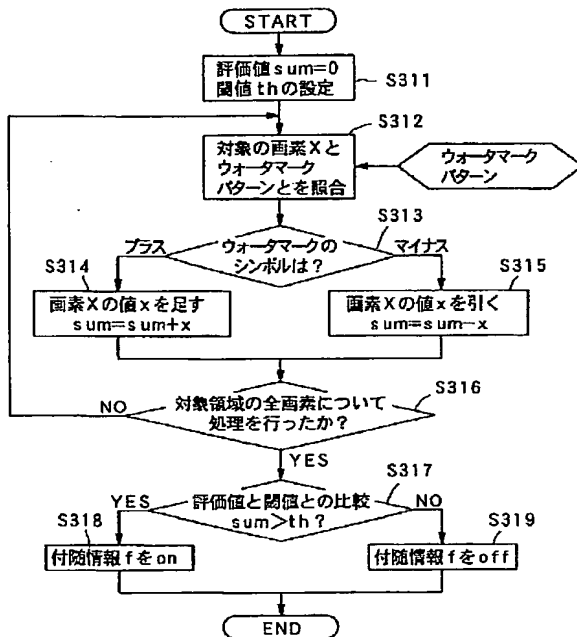 START
評価値sum=0
閾値thの設定
S311
S312
対象の画素Xと
ウォータマーク
パターンとを照合
ウォータマーク
パターン
S313
プラス
ウォータマークの
シンボルは?
マイナス
S314
画素Xの値xを足す
sum=sum+x
S315
画素Xの値xを引く
sum=sum-x
S316
NO
対象領域の全画素について
処理を行ったか?
YES
S317
YES
評価値と閾値との比較
sum>th?
NO
S318
付随情報fをon
S319
付随情報fをoff
END